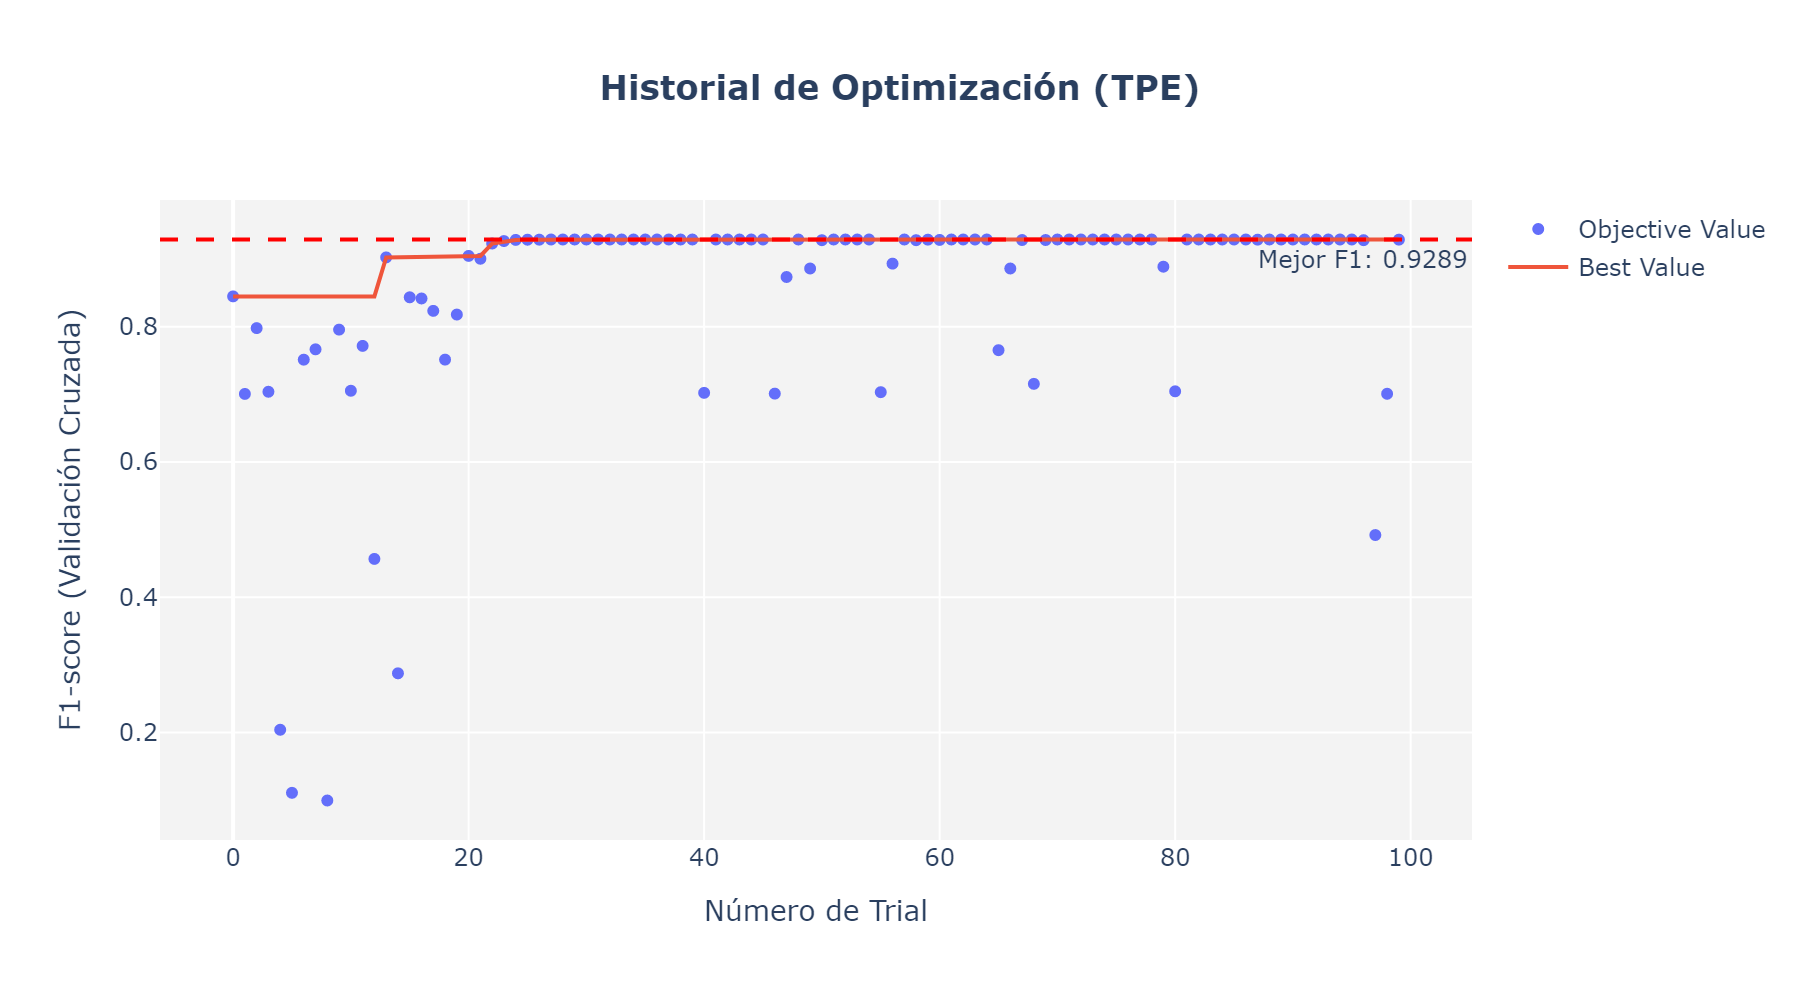 Historial de Optimización (TPE)
Objective Value
Best Value
Mejor F1: 0.9289
F1-score (Validación Cruzada)
0.8
0.6
0.4
0.2
0
20
40
60
80
100
Número de Trial